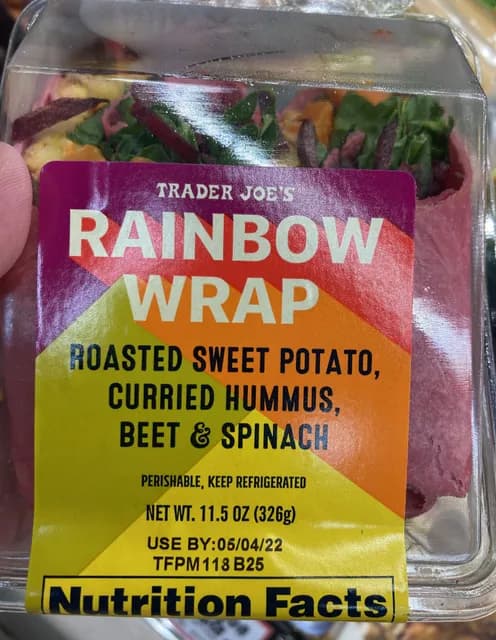 TRADER JOE'S
RAINBOW
WRAP
ROASTED SWEET POTATO,
CURRIED HUMMUS,
BEET & SPINACH
PERISHABLE, KEEP REFRIGERATED
NET WT. 11.5 OZ (326g)
USE BY:05/04/22
TFPM118 B25
Nutrition Facts